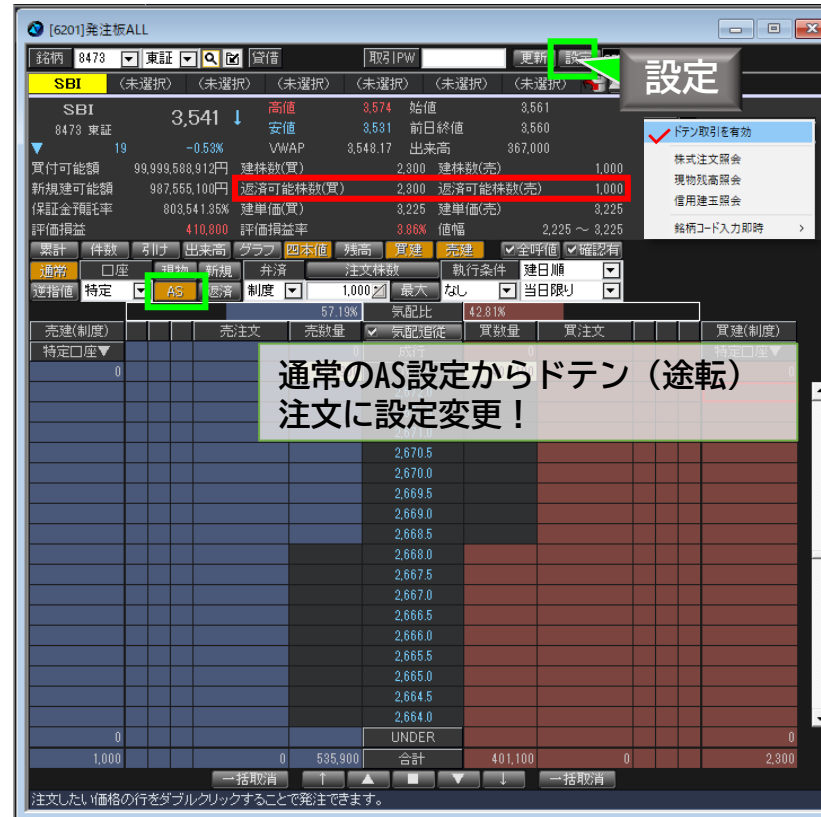 [6201]発注板ALL
銘柄 8473 東証 貸借 取引PW 更新 設定
設定
SBI (未選択) (未選択) (未選択) (未選択) (未選択) (未選択)
SBI 3,541 ↓ 高値 3,574 始値 3,561
8473 東証 安値 3,531 前日終値 3,560
▼ 19 -0.53% VWAP 3,548.17 出来高 367,000
買付可能額 99,999,588,912円 建株数(買) 2,300 建株数(売) 1,000
新規建可能額 987,555,100円 返済可能株数(買) 2,300 返済可能株数(売) 1,000
保証金預託率 803,541.35% 建単価(買) 3,225 建単価(売) 3,225
評価損益 410,800 評価損益率 3.86% 値幅 2,225 ~ 3,225
ドテン取引を有効
株式注文照会
現物残高照会
信用建玉照会
銘柄コード入力即時 >
累計 件数 引け 出来高 グラフ 四本値 残高 買建 売建 ✓全呼値 ✓確認有
通常 口座 現物 新規 弁済 注文株数 執行条件 建日順
逆指値 特定 AS 返済 制度 1,000 最大 なし 当日限り
57.19% 気配比 42.81%
売建(制度) 売注文 売数量 ✓ 気配追従 買数量 買注文 買建(制度)
特定口座▼ 成行 特定口座▼
0 0
通常のAS設定からドテン（途転）
注文に設定変更！
2,670.5
2,670.0
2,669.5
2,669.0
2,668.5
2,668.0
2,667.5
2,667.0
2,666.5
2,666.0
2,665.5
2,665.0
2,664.5
2,664.0
0 UNDER 0
1,000 0 535,900 合計 401,100 0 2,300
一括取消 ↑ ▲ ■ ▼ ↓ 一括取消
注文したい価格の行をダブルクリックすることで発注できます。